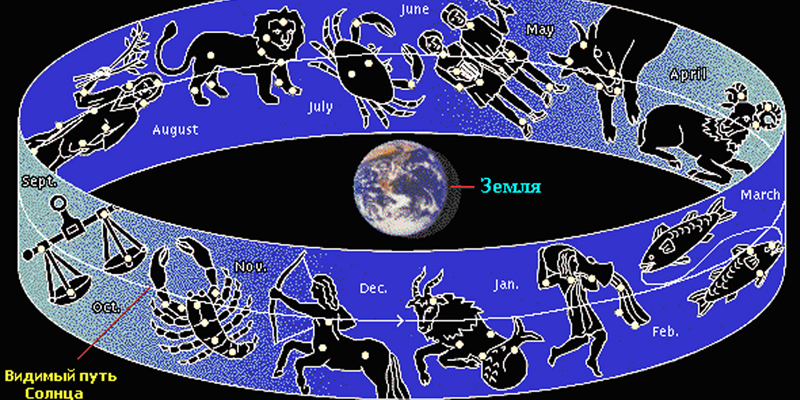 June
May
April
July
August
Земля
Sept.
March
Nov.
Dec.
Jan.
Oct.
Feb.
Видимый путь
Солнца